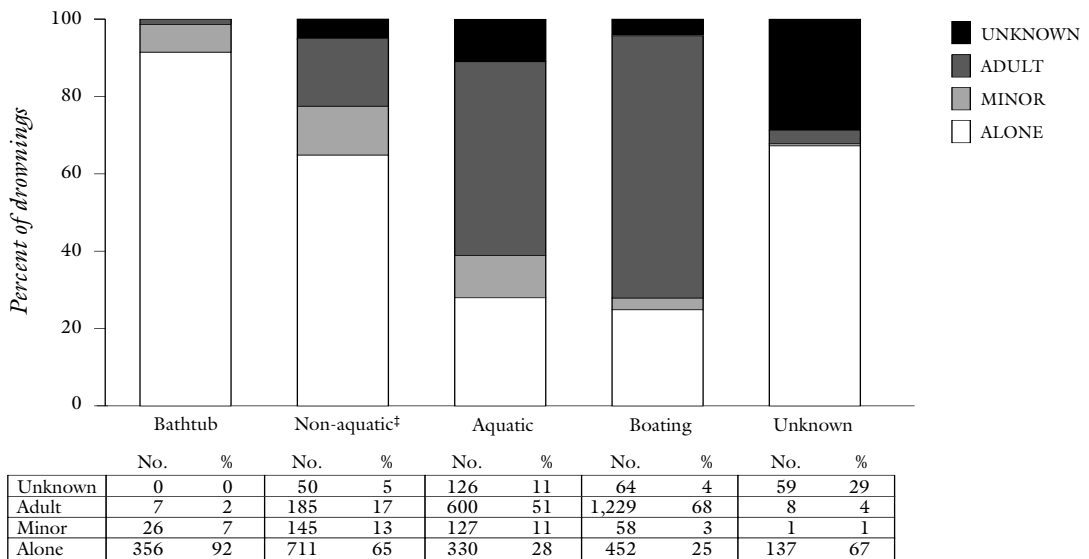 100
80
60
40
20
0
Percent of drownings
UNKNOWN
ADULT
MINOR
ALONE
Bathtub Non-aquatic‡ Aquatic Boating Unknown
No. % No. % No. % No. % No. %
Unknown 0 0 50 5 126 11 64 4 59 29
Adult 7 2 185 17 600 51 1,229 68 8 4
Minor 26 7 145 13 127 11 58 3 1 1
Alone 356 92 711 65 330 28 452 25 137 67